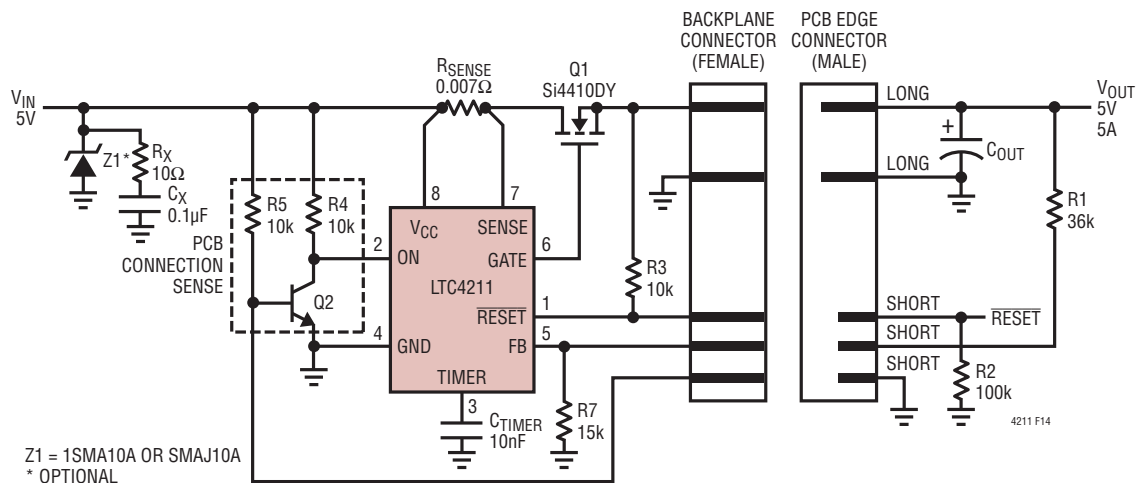 BACKPLANE
CONNECTOR
(FEMALE)
PCB EDGE
CONNECTOR
(MALE)
RSENSE
0.007Ω
Q1
Si4410DY
VIN
5V
LONG
VOUT
5V
5A
Z1*
RX
10Ω
+
COUT
CX
0.1µF
LONG
R5
10k
R4
10k
8
7
R1
36k
PCB
CONNECTION
SENSE
2
VCC
SENSE
6
ON
GATE
LTC4211
R3
10k
Q2
1
SHORT
RESET
RESET
4
5
SHORT
GND
FB
SHORT
R2
100k
TIMER
3
CTIMER
10nF
R7
15k
4211 F14
Z1 = 1SMA10A OR SMAJ10A
* OPTIONAL